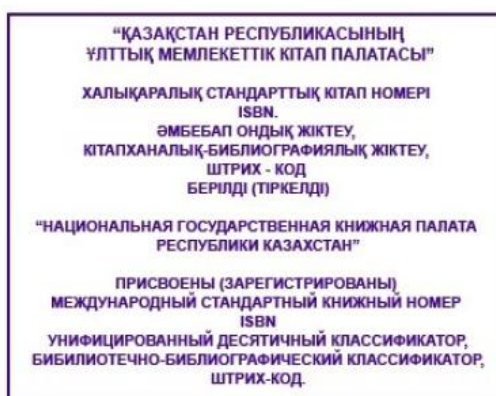 “ҚАЗАҚСТАН РЕСПУБЛИКАСЫНЫҢ
ҰЛТТЫҚ МЕМЛЕКЕТТІК КІТАП ПАЛАТАСЫ”
ХАЛЫҚАРАЛЫҚ СТАНДАРТТЫҚ КІТАП НОМЕРІ
ISBN.
ӘМБЕБАП ОНДЫҚ ЖІКТЕУ,
КІТАПХАНАЛЫҚ-БИБЛИОГРАФИЯЛЫҚ ЖІКТЕУ,
ШТРИХ - КОД
БЕРІЛДІ (ТІРКЕЛДІ)
“НАЦИОНАЛЬНАЯ ГОСУДАРСТВЕННАЯ КНИЖНАЯ ПАЛАТА
РЕСПУБЛИКИ КАЗАХСТАН”
ПРИСВОЕНЫ (ЗАРЕГИСТРИРОВАНЫ)
МЕЖДУНАРОДНЫЙ СТАНДАРТНЫЙ КНИЖНЫЙ НОМЕР
ISBN
УНИФИЦИРОВАННЫЙ ДЕСЯТИЧНЫЙ КЛАССИФИКАТОР,
БИБИЛИОТЕЧНО-БИБЛИОГРАФИЧЕСКИЙ КЛАССИФИКАТОР,
ШТРИХ-КОД.